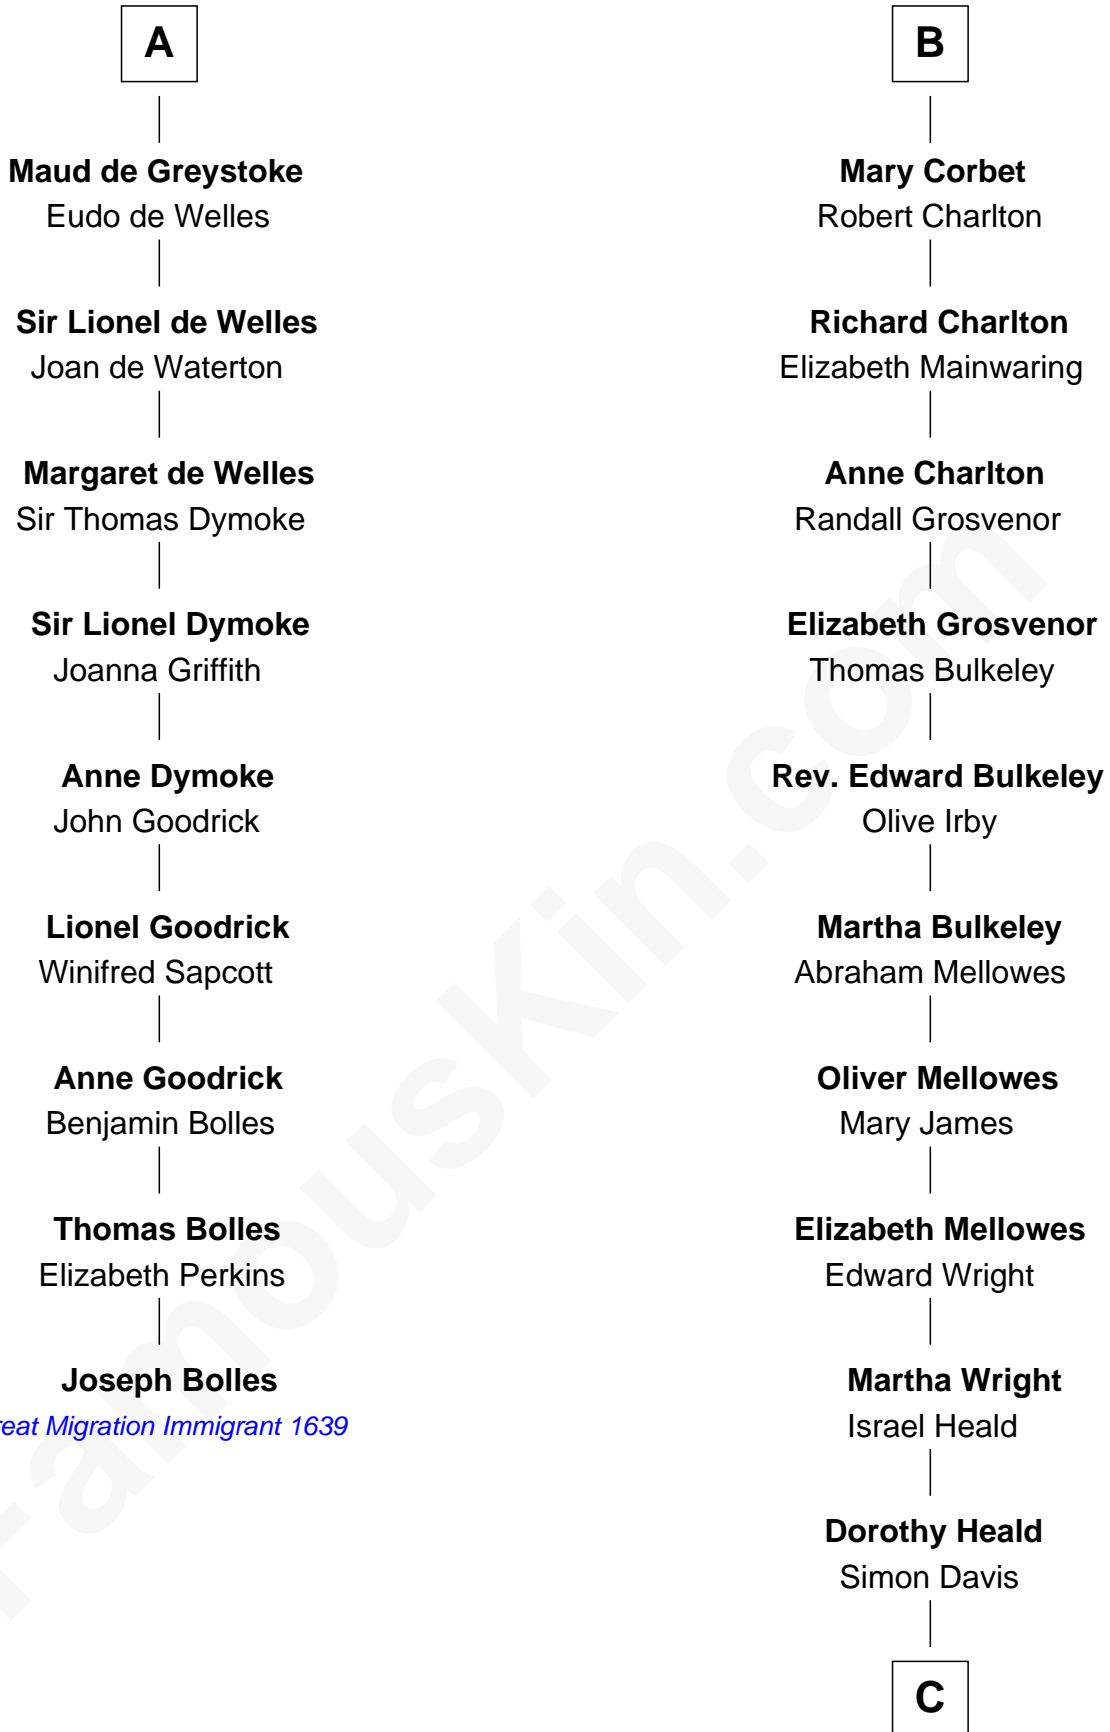 A
Maud de Greystoke
Eudo de Welles
Sir Lionel de Welles
Joan de Waterton
Margaret de Welles
Sir Thomas Dymoke
Sir Lionel Dymoke
Joanna Griffith
Anne Dymoke
John Goodrick
Lionel Goodrick
Winifred Sapcott
Anne Goodrick
Benjamin Bolles
Thomas Bolles
Elizabeth Perkins
Joseph Bolles
reat Migration Immigrant 1639
B
Mary Corbet
Robert Charlton
Richard Charlton
Elizabeth Mainwaring
Anne Charlton
Randall Grosvenor
Elizabeth Grosvenor
Thomas Bulkeley
Rev. Edward Bulkeley
Olive Irby
Martha Bulkeley
Abraham Mellowes
Oliver Mellowes
Mary James
Elizabeth Mellowes
Edward Wright
Martha Wright
Israel Heald
Dorothy Heald
Simon Davis
C
FamousKin.com